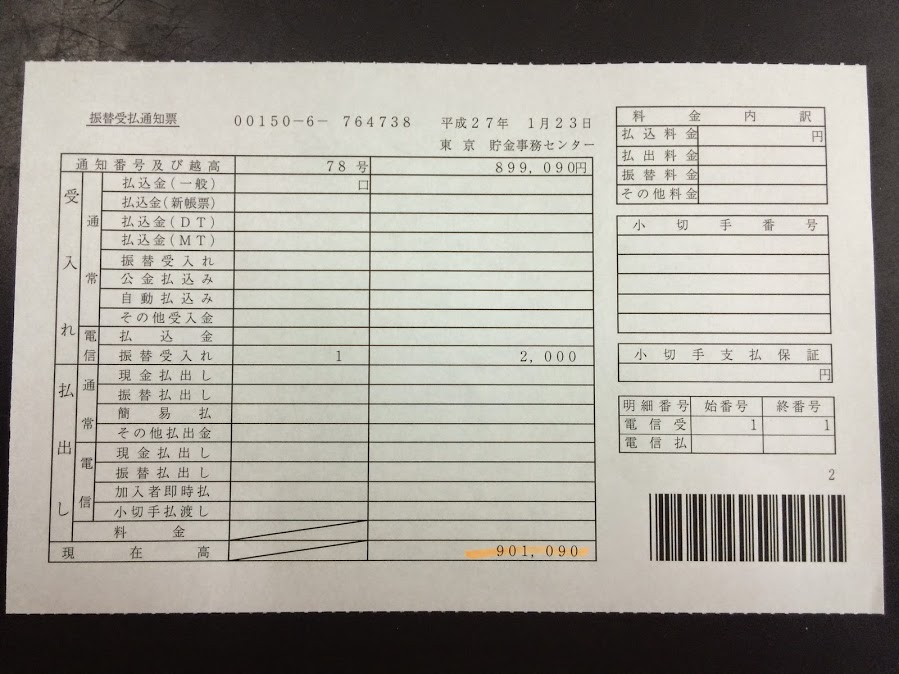 振替受払通知票 00150-6- 764738 平成27年 1月23日
東京 貯金事務センター
通知番号及び越高 78号 899,090円
受入れ
通常
払込金(一般) 口
払込金(新帳票)
払込金(DT)
払込金(MT)
振替受入れ
公金払込み
自動払込み
その他受入金
電信
払込金
振替受入れ 1 2,000
払出し
通常
現金払出し
振替払出し
簡易払
その他払出金
電信
現金払出し
振替払出し
加入者即時払
小切手払渡し
料金
現在高 901,090
料金内訳
払込料金 円
払出料金
振替料金
その他料金
小切手番号
小切手支払保証
円
明細番号 始番号 終番号
電信受 1 1
電信払
2